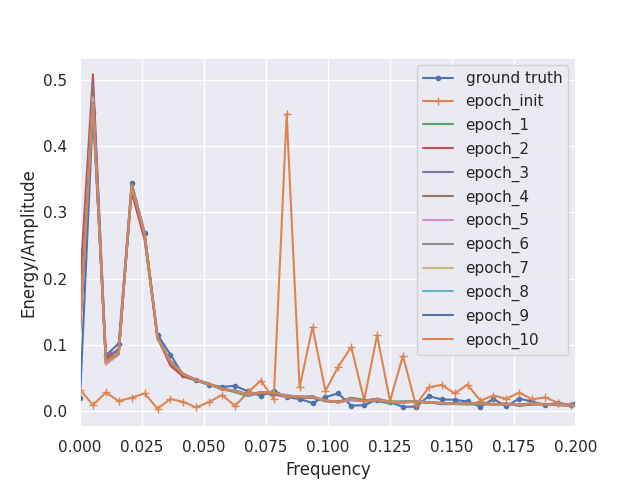 Energy/Amplitude
0.5
0.4
0.3
0.2
0.1
0.0
ground truth
epoch_init
epoch_1
epoch_2
epoch_3
epoch_4
epoch_5
epoch_6
epoch_7
epoch_8
epoch_9
epoch_10
0.000 0.025 0.050 0.075 0.100 0.125 0.150 0.175 0.200
Frequency